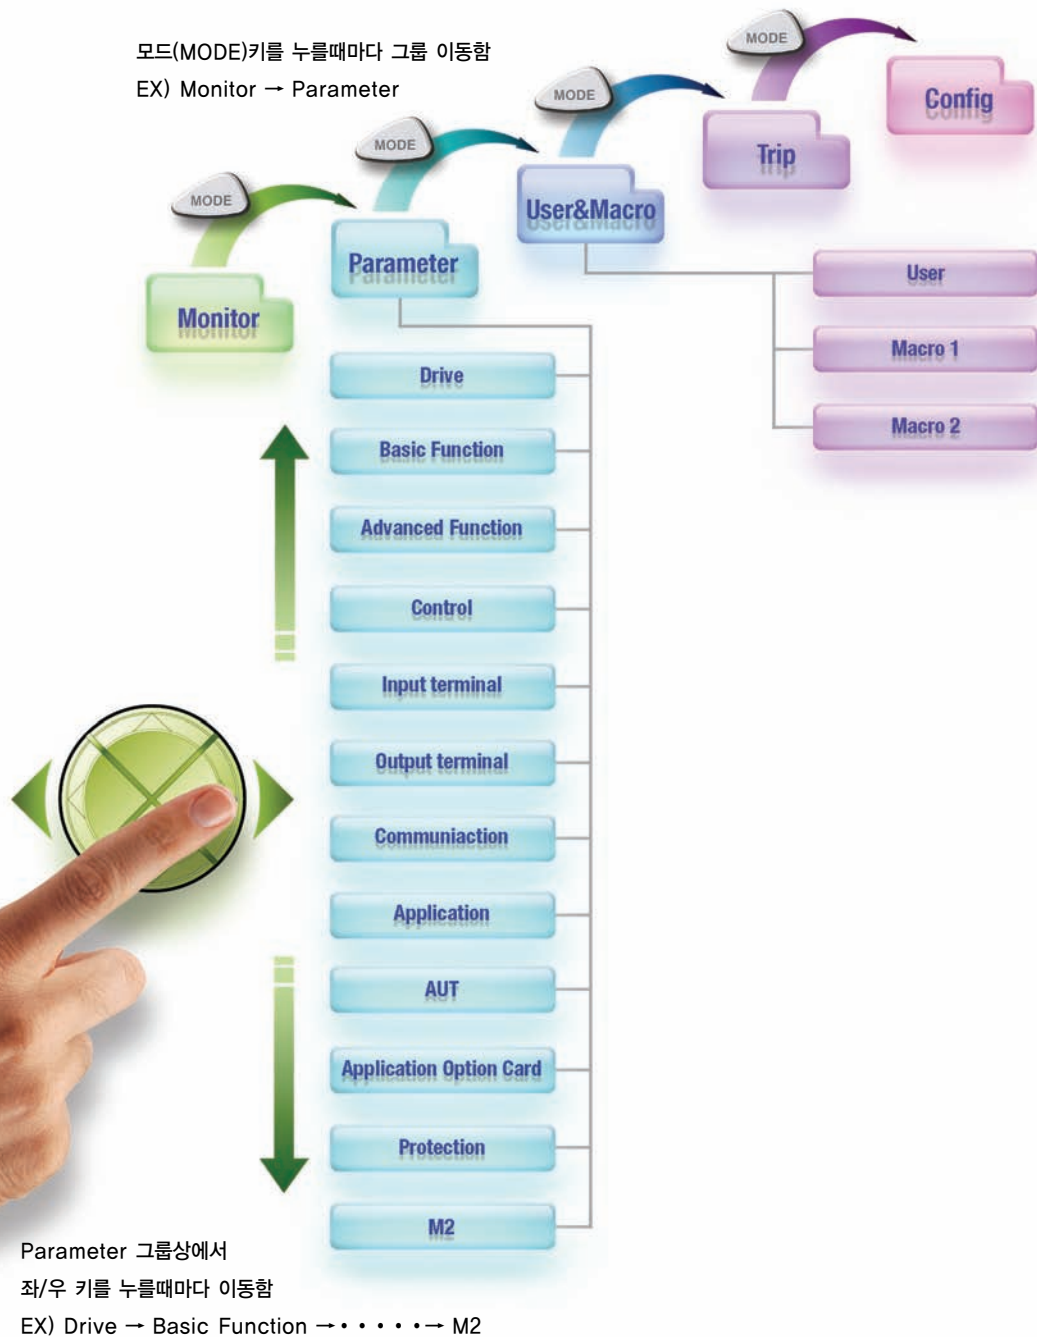 모드(MODE)키를 누를때마다 그룹 이동함
EX) Monitor → Parameter
MODE
MODE
MODE
MODE
Config
Trip
User&Macro
Parameter
Monitor
User
Macro 1
Macro 2
Drive
Basic Function
Advanced Function
Control
Input terminal
Output terminal
Communiaction
Application
AUT
Application Option Card
Protection
M2
Parameter 그룹상에서
좌/우 키를 누를때마다 이동함
EX) Drive → Basic Function →• • • • •→ M2